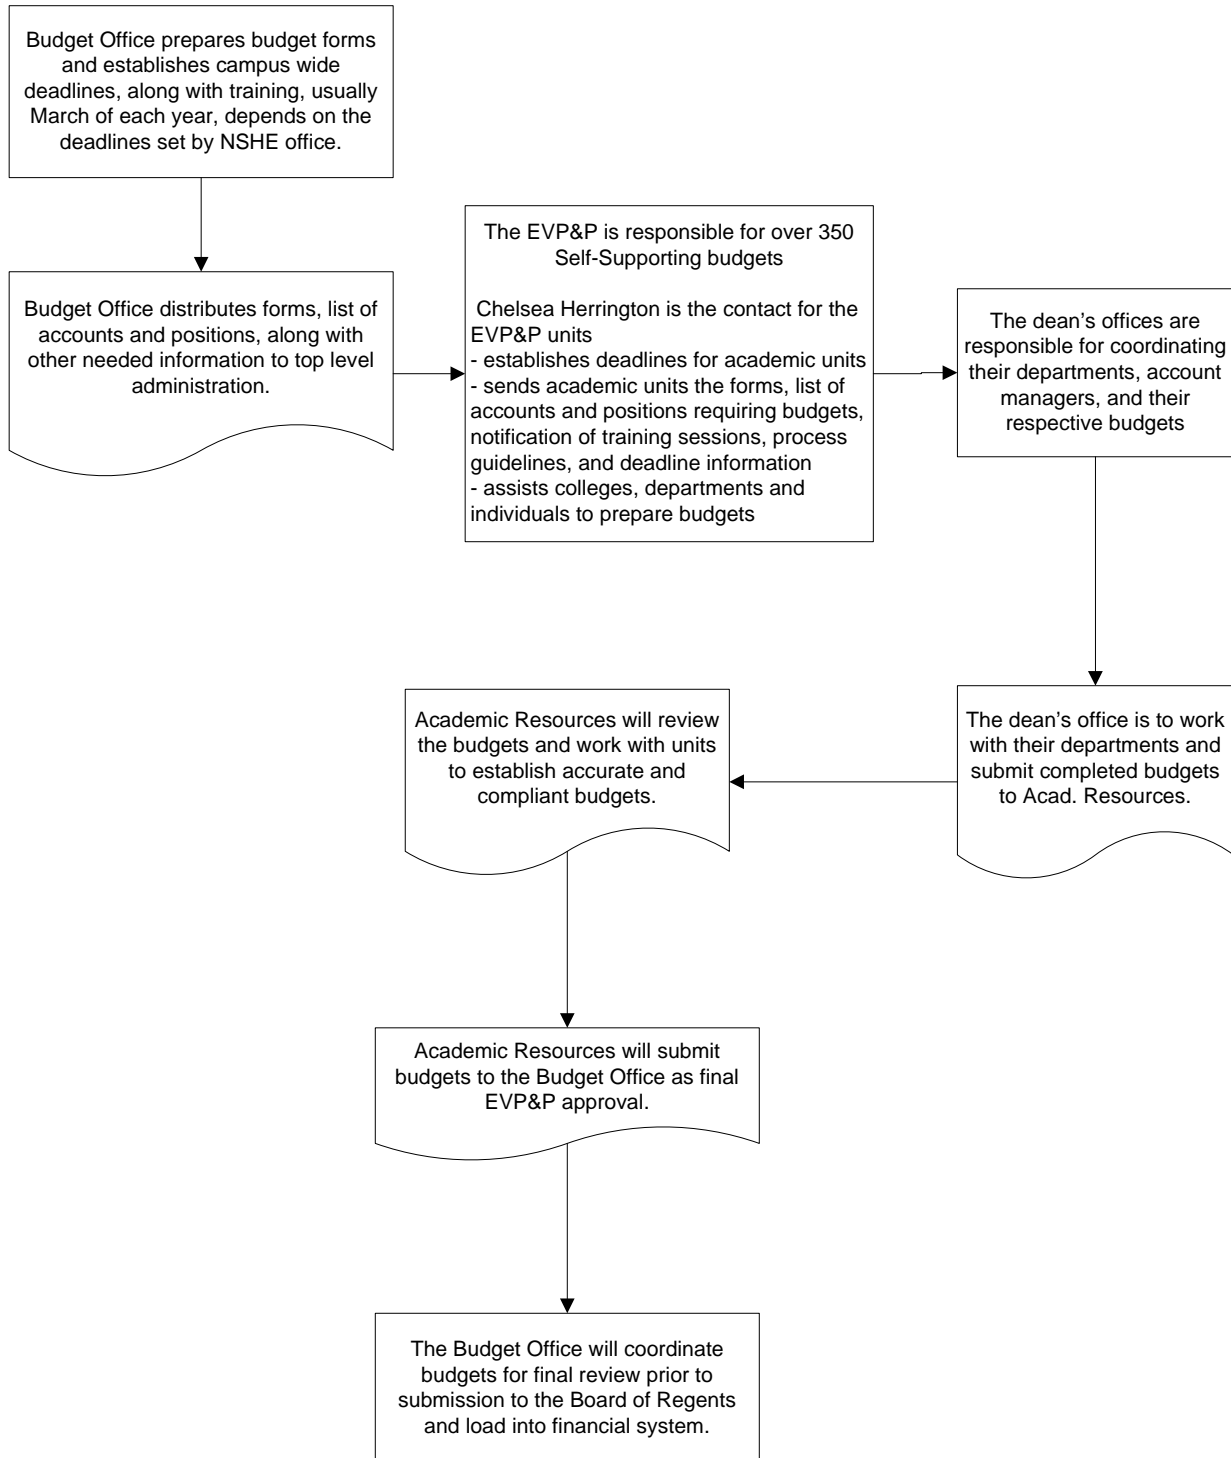 Budget Office prepares budget forms
and establishes campus wide
deadlines, along with training, usually
March of each year, depends on the
deadlines set by NSHE office.
Budget Office distributes forms, list of
accounts and positions, along with
other needed information to top level
administration.
The EVP&P is responsible for over 350
Self-Supporting budgets
Chelsea Herrington is the contact for the
EVP&P units
- establishes deadlines for academic units
- sends academic units the forms, list of
accounts and positions requiring budgets,
notification of training sessions, process
guidelines, and deadline information
- assists colleges, departments and
individuals to prepare budgets
The dean’s offices are
responsible for coordinating
their departments, account
managers, and their
respective budgets
The dean’s office is to work
with their departments and
submit completed budgets
to Acad. Resources.
Academic Resources will review
the budgets and work with units
to establish accurate and
compliant budgets.
Academic Resources will submit
budgets to the Budget Office as final
EVP&P approval.
The Budget Office will coordinate
budgets for final review prior to
submission to the Board of Regents
and load into financial system.